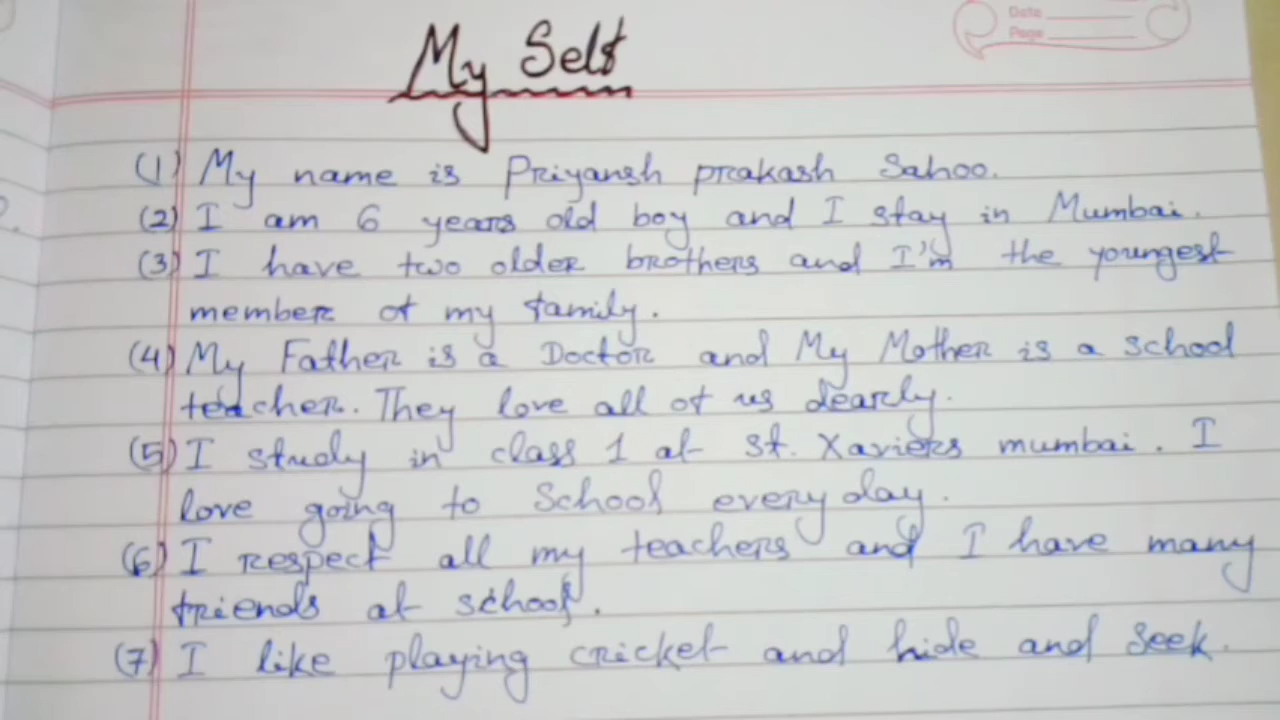 Date
Page
My Self
(1) My name is Priyansh prakash Sahoo.
(2) I am 6 years old boy and I stay in Mumbai.
(3) I have two older brothers and I'm the youngest
member of my family.
(4) My Father is a Doctor and My Mother is a school
teacher. They love all of us dearly.
(5) I study in class 1 at St. Xaviers mumbai. I
love going to School everyday.
(6) I respect all my teachers and I have many
friends at school.
(7) I like playing cricket and hide and seek.